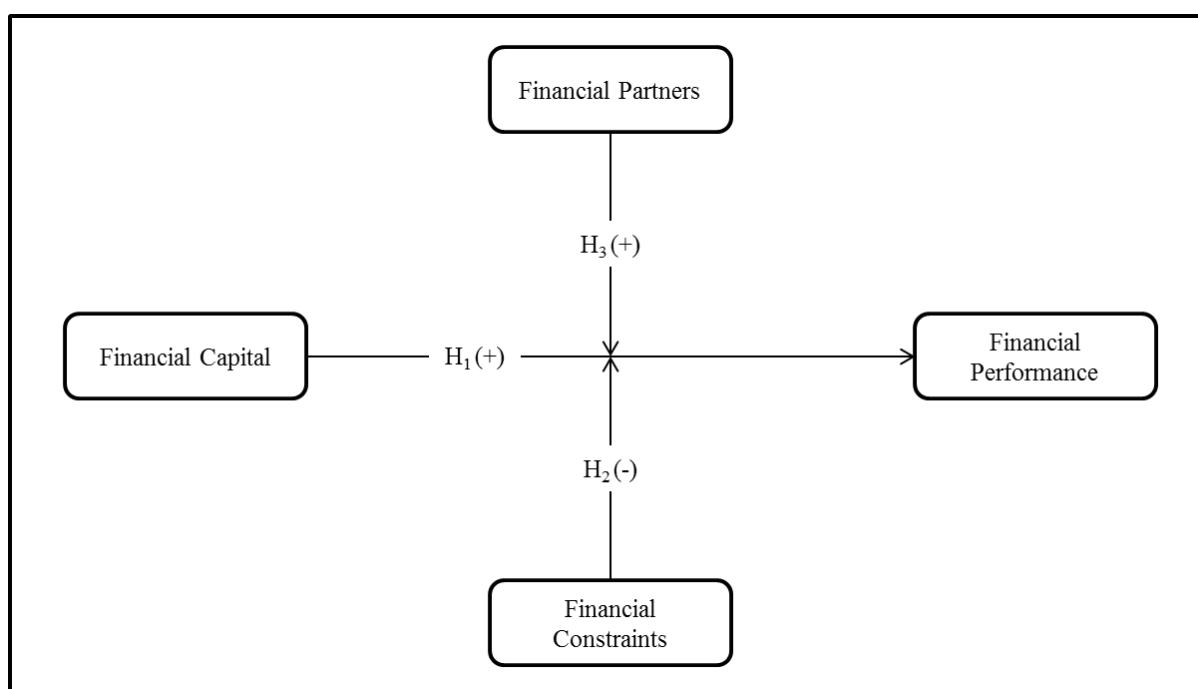 Financial Partners
H₃(+)
Financial Capital
H₁(+)
Financial
Performance
H₂(-)
Financial
Constraints